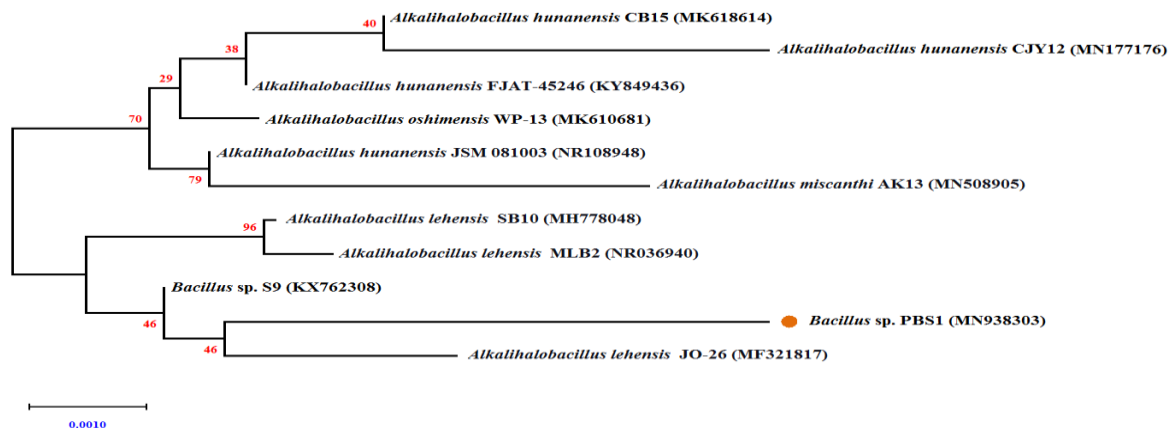 40
Alkalihalobacillus hunanensis CB15 (MK618614)
38
Alkalihalobacillus hunanensis CJY12 (MN177176)
29
Alkalihalobacillus hunanensis FJAT-45246 (KY849436)
70
Alkalihalobacillus oshimensis WP-13 (MK610681)
Alkalihalobacillus hunanensis JSM 081003 (NR108948)
79
Alkalihalobacillus miscanthi AK13 (MN508905)
Alkalihalobacillus lehensis SB10 (MH778048)
96
Alkalihalobacillus lehensis MLB2 (NR036940)
Bacillus sp. S9 (KX762308)
46
Bacillus sp. PBS1 (MN938303)
46
Alkalihalobacillus lehensis JO-26 (MF321817)
0.0010